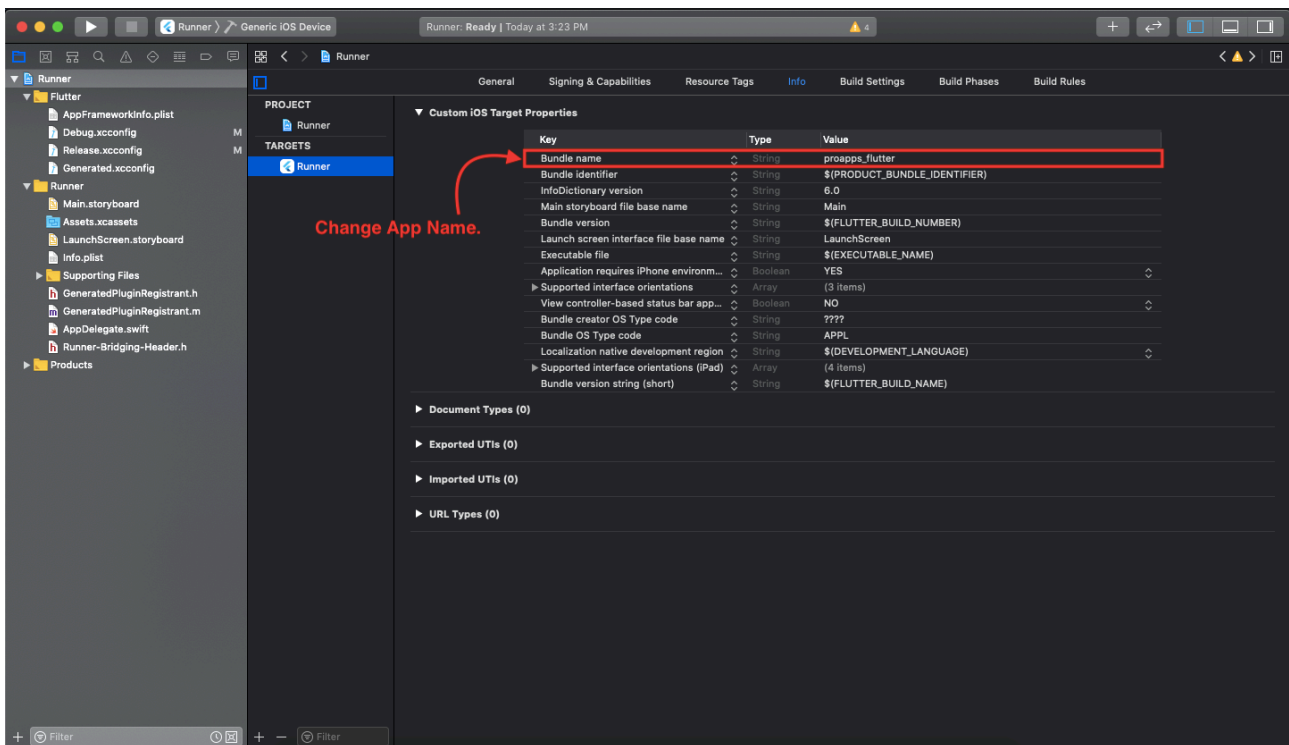 Runner › Generic iOS Device
Runner: Ready | Today at 3:23 PM
4
Runner
Runner
Flutter
AppFrameworkInfo.plist
Debug.xcconfig M
Release.xcconfig M
Generated.xcconfig
Runner
Main.storyboard
Assets.xcassets
LaunchScreen.storyboard
Info.plist
Supporting Files
GeneratedPluginRegistrant.h
GeneratedPluginRegistrant.m
AppDelegate.swift
Runner-Bridging-Header.h
Products
Filter
PROJECT
Runner
TARGETS
Runner
Filter
General Signing & Capabilities Resource Tags Info Build Settings Build Phases Build Rules
Custom iOS Target Properties
Key Type Value
Bundle name String proapps_flutter
Bundle identifier String $(PRODUCT_BUNDLE_IDENTIFIER)
InfoDictionary version String 6.0
Main storyboard file base name String Main
Bundle version String $(FLUTTER_BUILD_NUMBER)
Launch screen interface file base name String LaunchScreen
Executable file String $(EXECUTABLE_NAME)
Application requires iPhone environm... Boolean YES
Supported interface orientations Array (3 items)
View controller-based status bar app... Boolean NO
Bundle creator OS Type code String ????
Bundle OS Type code String APPL
Localization native development region String $(DEVELOPMENT_LANGUAGE)
Supported interface orientations (iPad) Array (4 items)
Bundle version string (short) String $(FLUTTER_BUILD_NAME)
Change App Name.
Document Types (0)
Exported UTIs (0)
Imported UTIs (0)
URL Types (0)